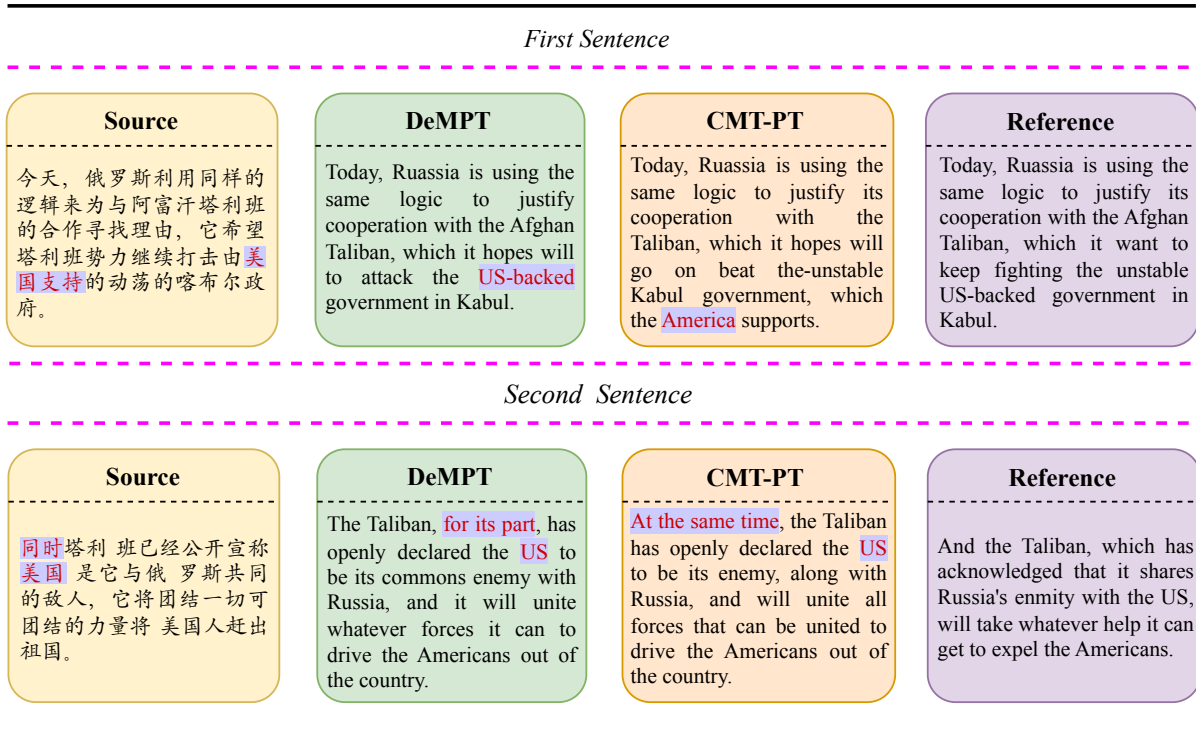 First Sentence
Source
今天，俄罗斯利用同样的
逻辑来为与阿富汗塔利班
的合作寻找理由，它希望
塔利班势力继续打击由美
国支持的动荡的喀布尔政
府。
DeMPT
Today, Ruassia is using the
same logic to justify
cooperation with the Afghan
Taliban, which it hopes will
to attack the US-backed
government in Kabul.
CMT-PT
Today, Ruassia is using the
same logic to justify its
cooperation with the
Taliban, which it hopes will
go on beat the-unstable
Kabul government, which
the America supports.
Reference
Today, Ruassia is using the
same logic to justify its
cooperation with the Afghan
Taliban, which it want to
keep fighting the unstable
US-backed government in
Kabul.
Second Sentence
Source
同时塔利 班已经公开宣称
美国 是它与俄 罗斯共同
的敌人，它将团结一切可
团结的力量将 美国人赶出
祖国。
DeMPT
The Taliban, for its part, has
openly declared the US to
be its commons enemy with
Russia, and it will unite
whatever forces it can to
drive the Americans out of
the country.
CMT-PT
At the same time, the Taliban
has openly declared the US
to be its enemy, along with
Russia, and will unite all
forces that can be united to
drive the Americans out of
the country.
Reference
And the Taliban, which has
acknowledged that it shares
Russia's enmity with the US,
will take whatever help it can
get to expel the Americans.